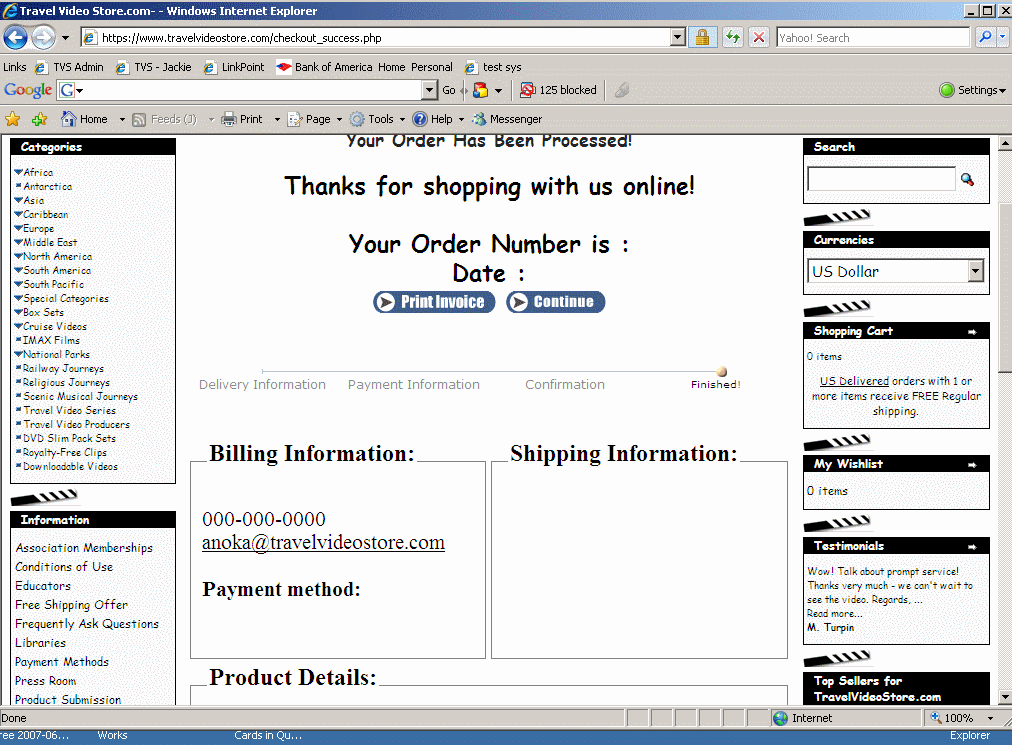 Travel Video Store.com- - Windows Internet Explorer
https://www.travelvideostore.com/checkout_success.php
Yahoo! Search
Links TVS Admin TVS - Jackie LinkPoint Bank of America Home Personal test sys
Google G Go 125 blocked Settings
Home Feeds (J) Print Page Tools Help Messenger
Categories
Africa
Antarctica
Asia
Caribbean
Europe
Middle East
North America
South America
South Pacific
Special Categories
Box Sets
Cruise Videos
IMAX Films
National Parks
Railway Journeys
Religious Journeys
Scenic Musical Journeys
Travel Video Series
Travel Video Producers
DVD Slim Pack Sets
Royalty-Free Clips
Downloadable Videos
Information
Association Memberships
Conditions of Use
Educators
Free Shipping Offer
Frequently Ask Questions
Libraries
Payment Methods
Press Room
Product Submission
Your Order Has Been Processed!
Thanks for shopping with us online!
Your Order Number is :
Date :
Print Invoice Continue
Delivery Information Payment Information Confirmation Finished!
Billing Information:
000-000-0000
anoka@travelvideostore.com
Payment method:
Shipping Information:
Product Details:
Search
Currencies
US Dollar
Shopping Cart
0 items
US Delivered orders with 1 or
more items receive FREE Regular
shipping.
My Wishlist
0 items
Testimonials
Wow! Talk about prompt service!
Thanks very much - we can't wait to
see the video. Regards, ...
Read more...
M. Turpin
Top Sellers for
TravelVideoStore.com
Done Internet 100%
ree 2007-06... Works Cards in Qu... Explorer